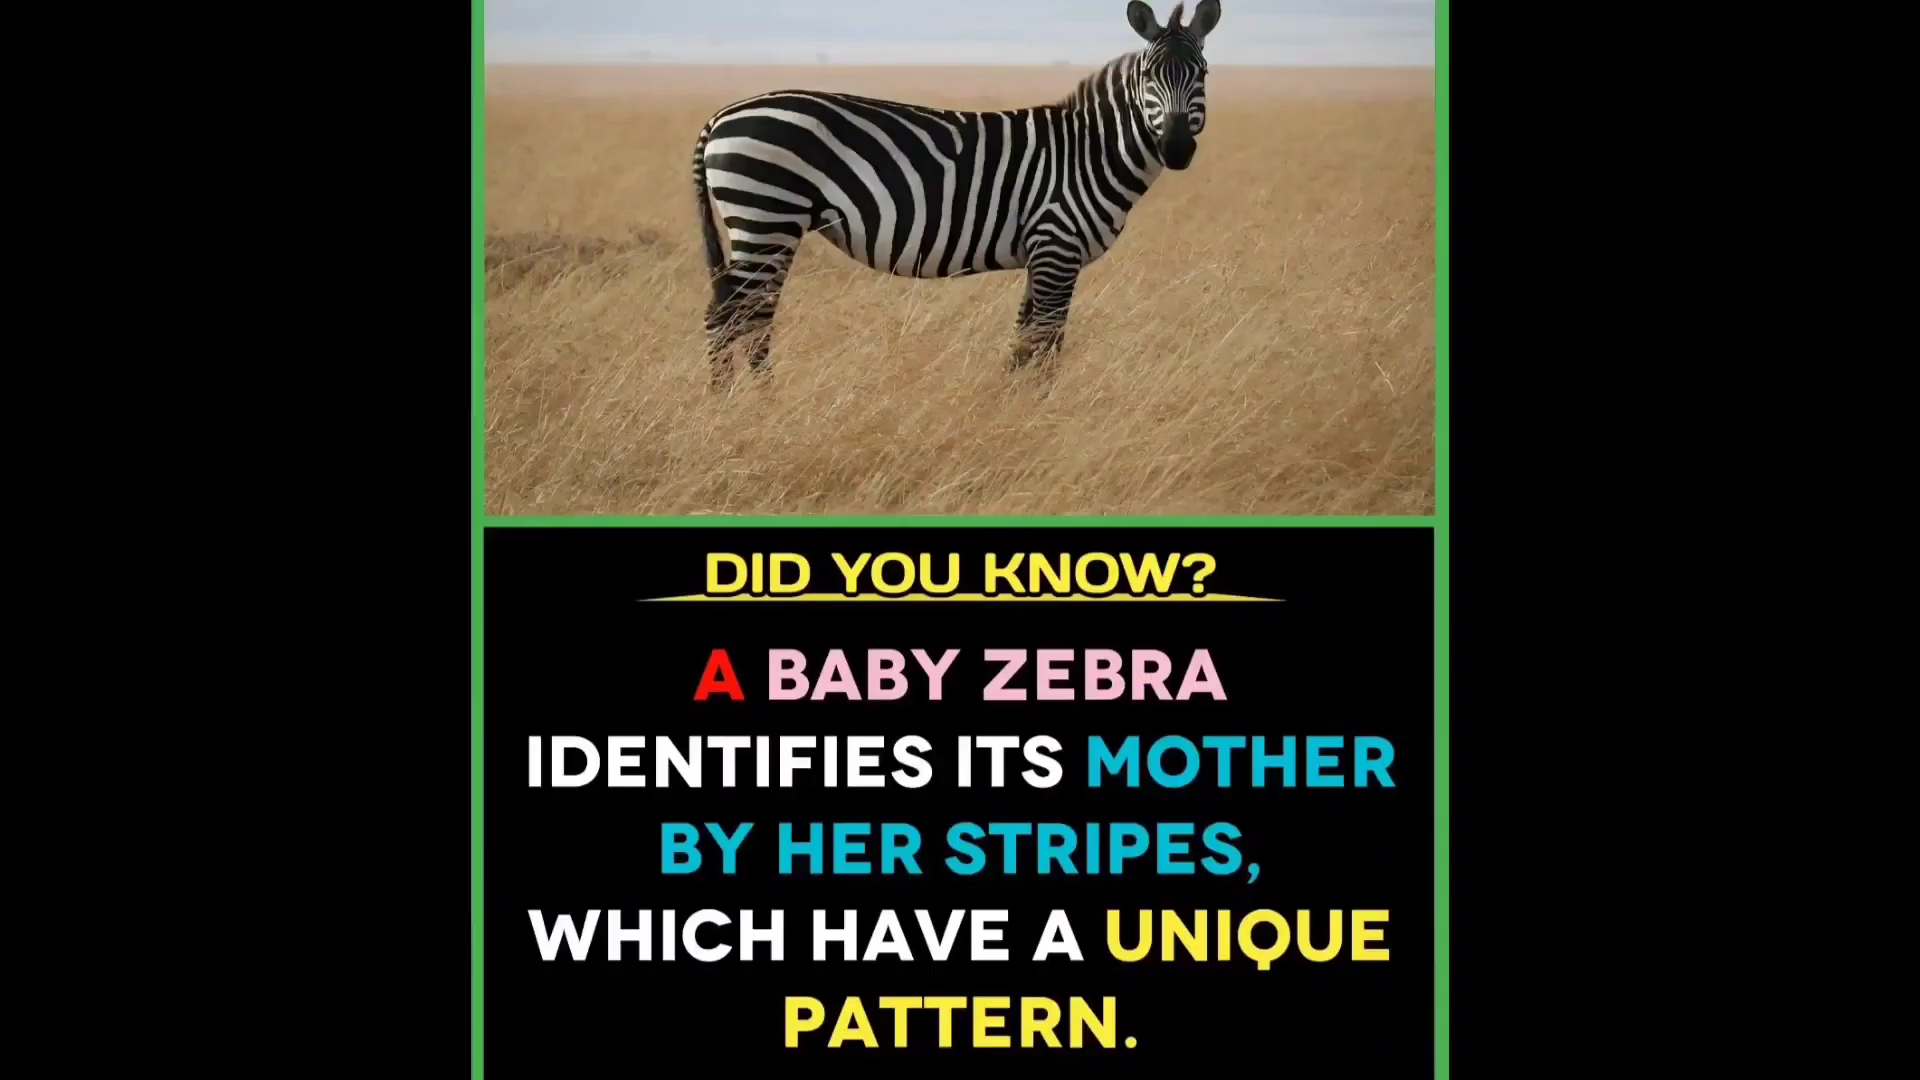 DID YOU KNOW?
A BABY ZEBRA
IDENTIFIES ITS MOTHER
BY HER STRIPES,
WHICH HAVE A UNIQUE
PATTERN.